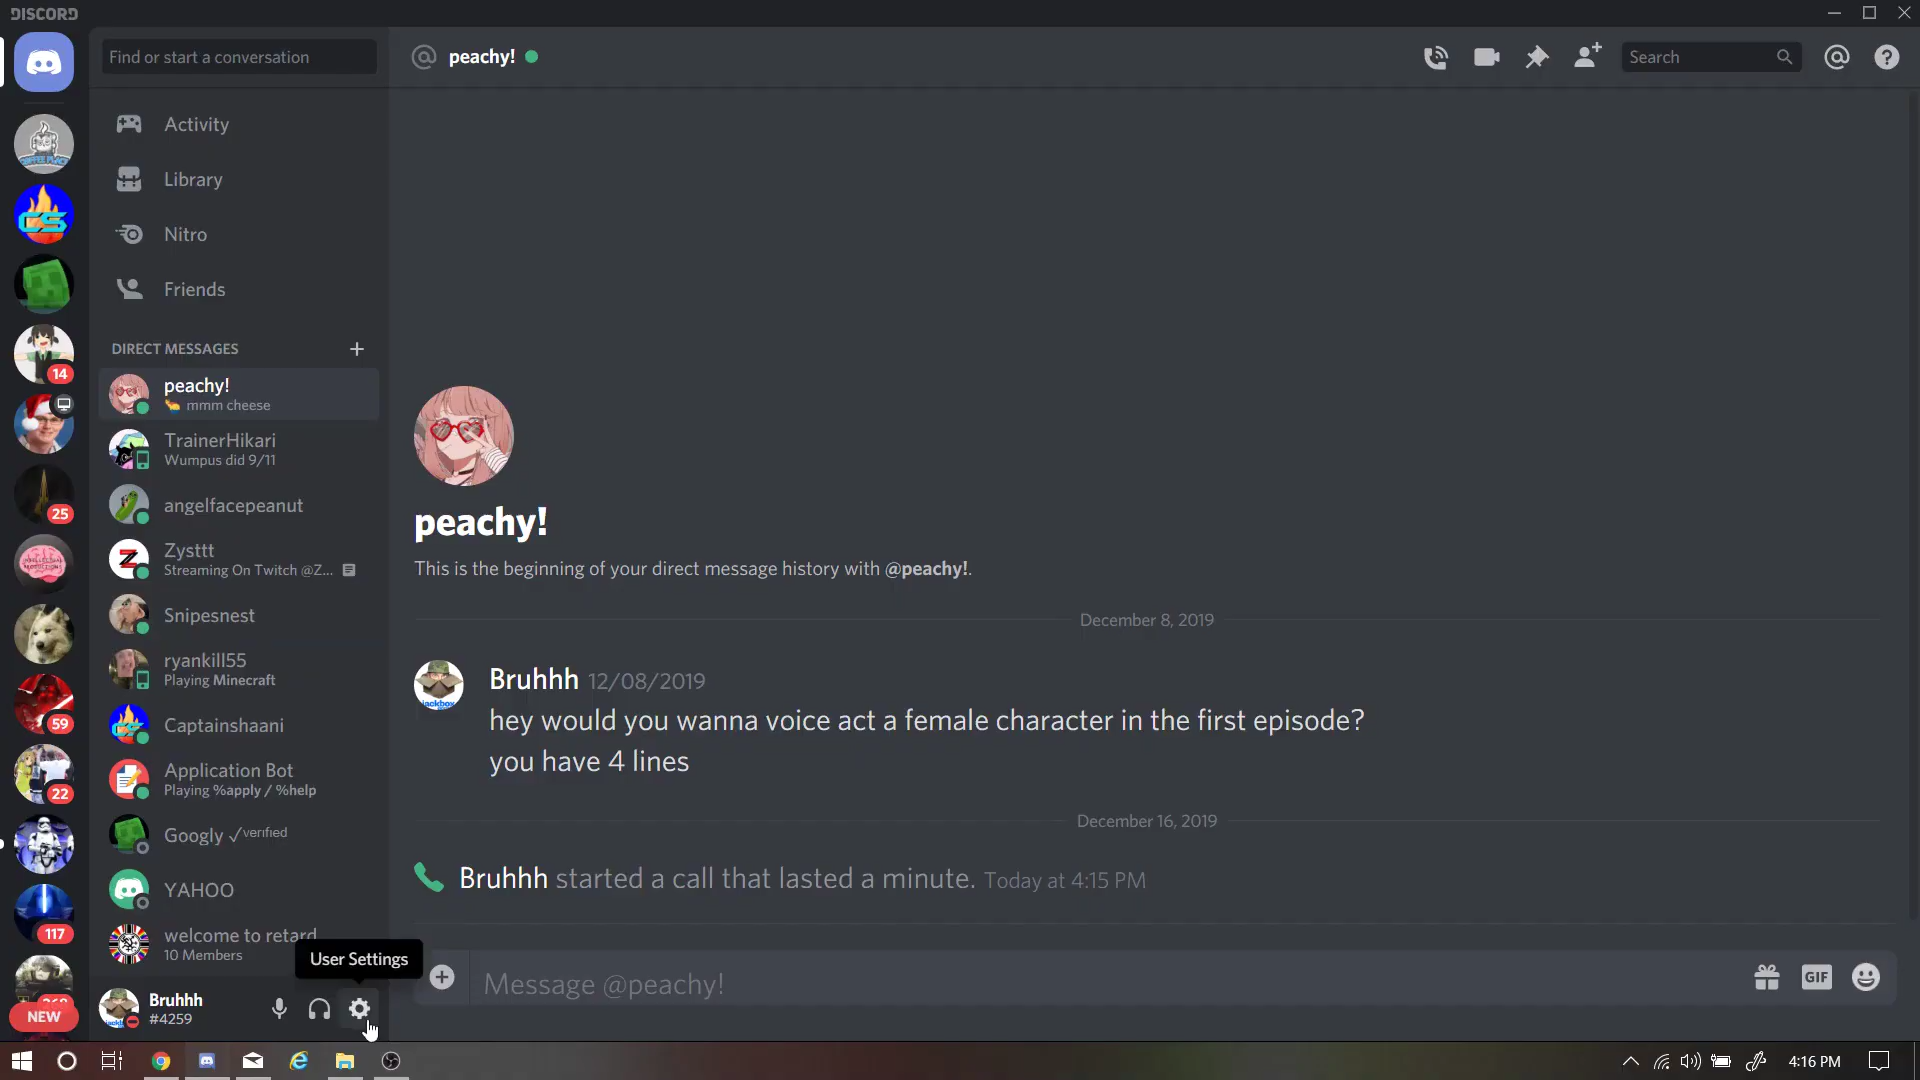 DISCORD
Find or start a conversation
peachy!
Search
Activity
Library
Nitro
Friends
DIRECT MESSAGES
peachy!
mmm cheese
TrainerHikari
Wumpus did 9/11
angelfacepeanut
Zysttt
Streaming On Twitch @Z...
Snipesnest
ryankill55
Playing Minecraft
Captainshaani
Application Bot
Playing %apply / %help
Googly ✓verified
YAHOO
welcome to retard
10 Members
User Settings
Bruhhh
#4259
14
25
59
22
117
NEW
peachy!
This is the beginning of your direct message history with @peachy!.
December 8, 2019
Bruhhh 12/08/2019
hey would you wanna voice act a female character in the first episode?
you have 4 lines
jackbox
December 16, 2019
Bruhhh started a call that lasted a minute. Today at 4:15 PM
Message @peachy!
GIF
4:16 PM